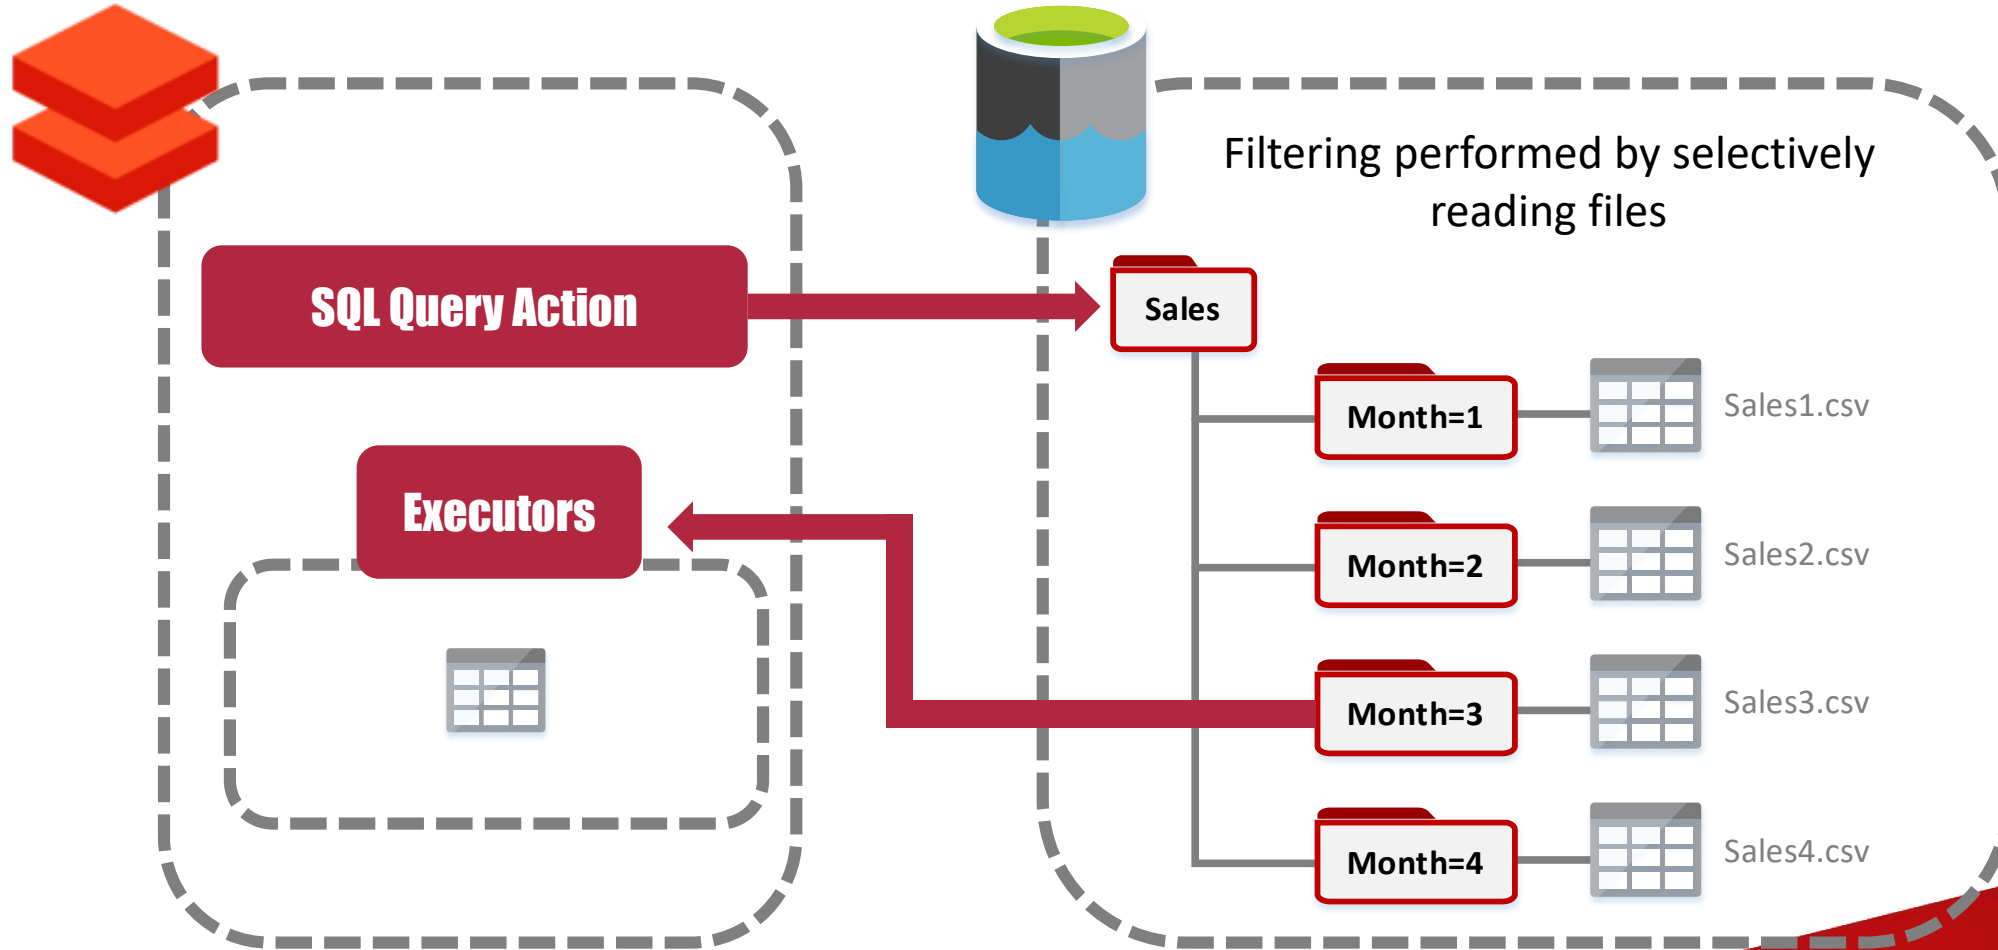 Filtering performed by selectively
reading files
SQL Query Action
Sales
Month=1
Sales1.csv
Executors
Month=2
Sales2.csv
Month=3
Sales3.csv
Month=4
Sales4.csv